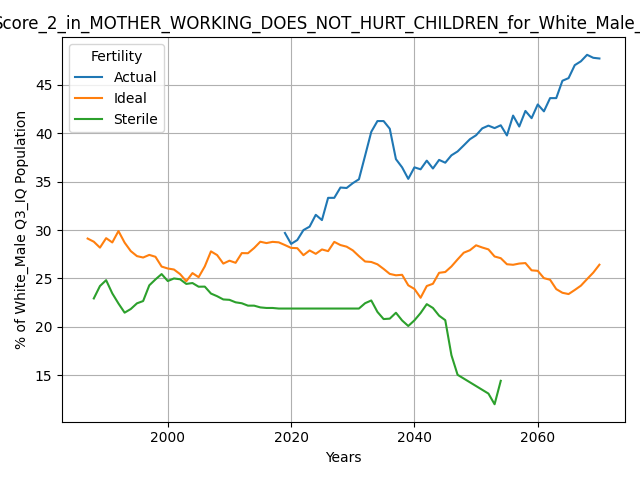 Score_2_in_MOTHER_WORKING_DOES_NOT_HURT_CHILDREN_for_White_Male_
Fertility
Actual
Ideal
Sterile
% of White_Male Q3_IQ Population
45
40
35
30
25
20
15
2000
2020
2040
2060
Years